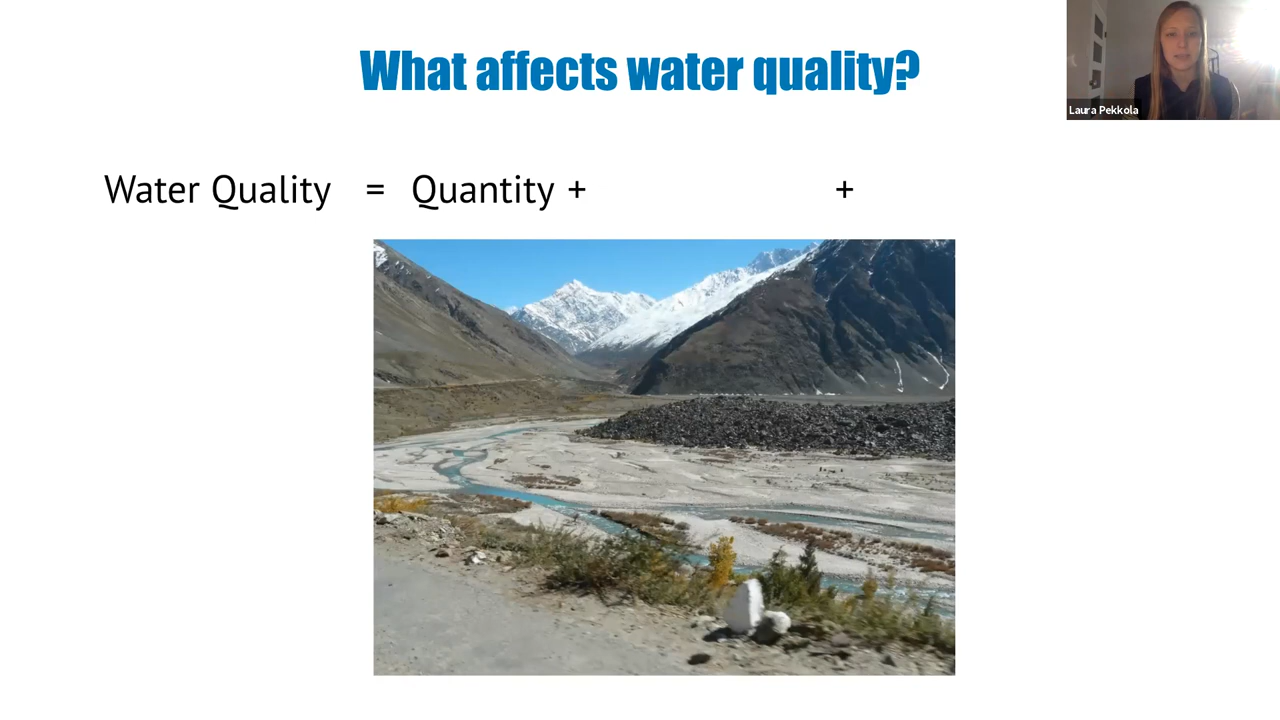 What affects water quality?
Laura Pekkola
Water Quality = Quantity + +